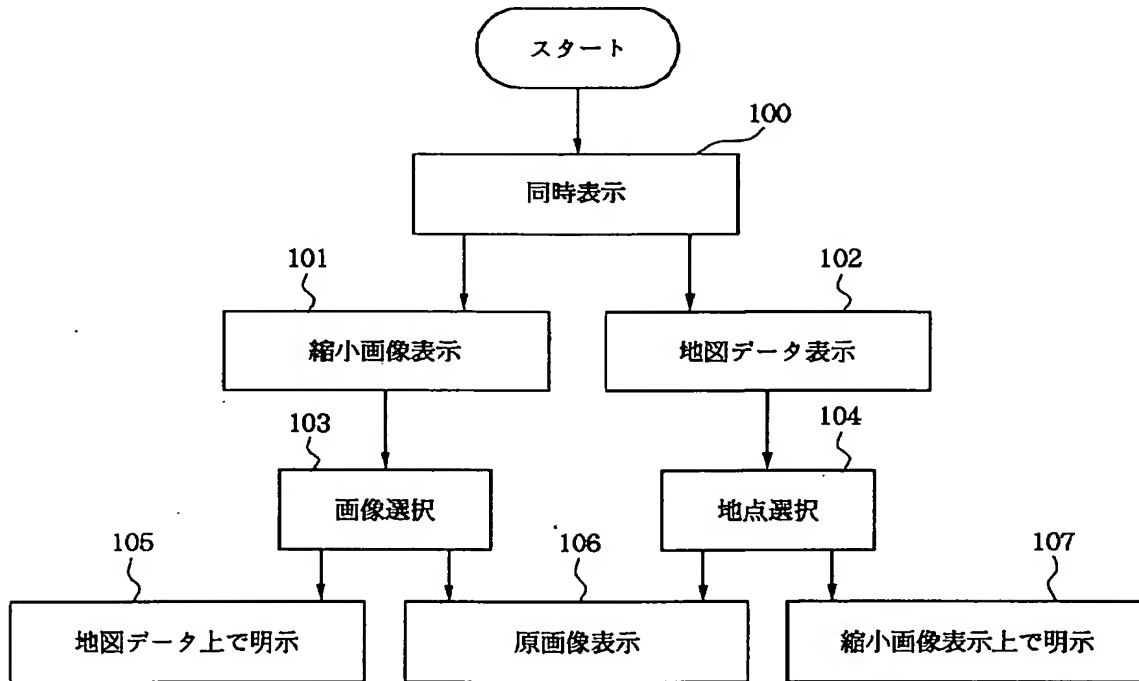 スタート
100
同時表示
101
102
縮小画像表示
地図データ表示
103
104
画像選択
地点選択
105
106
107
地図データ上で明示
原画像表示
縮小画像表示上で明示